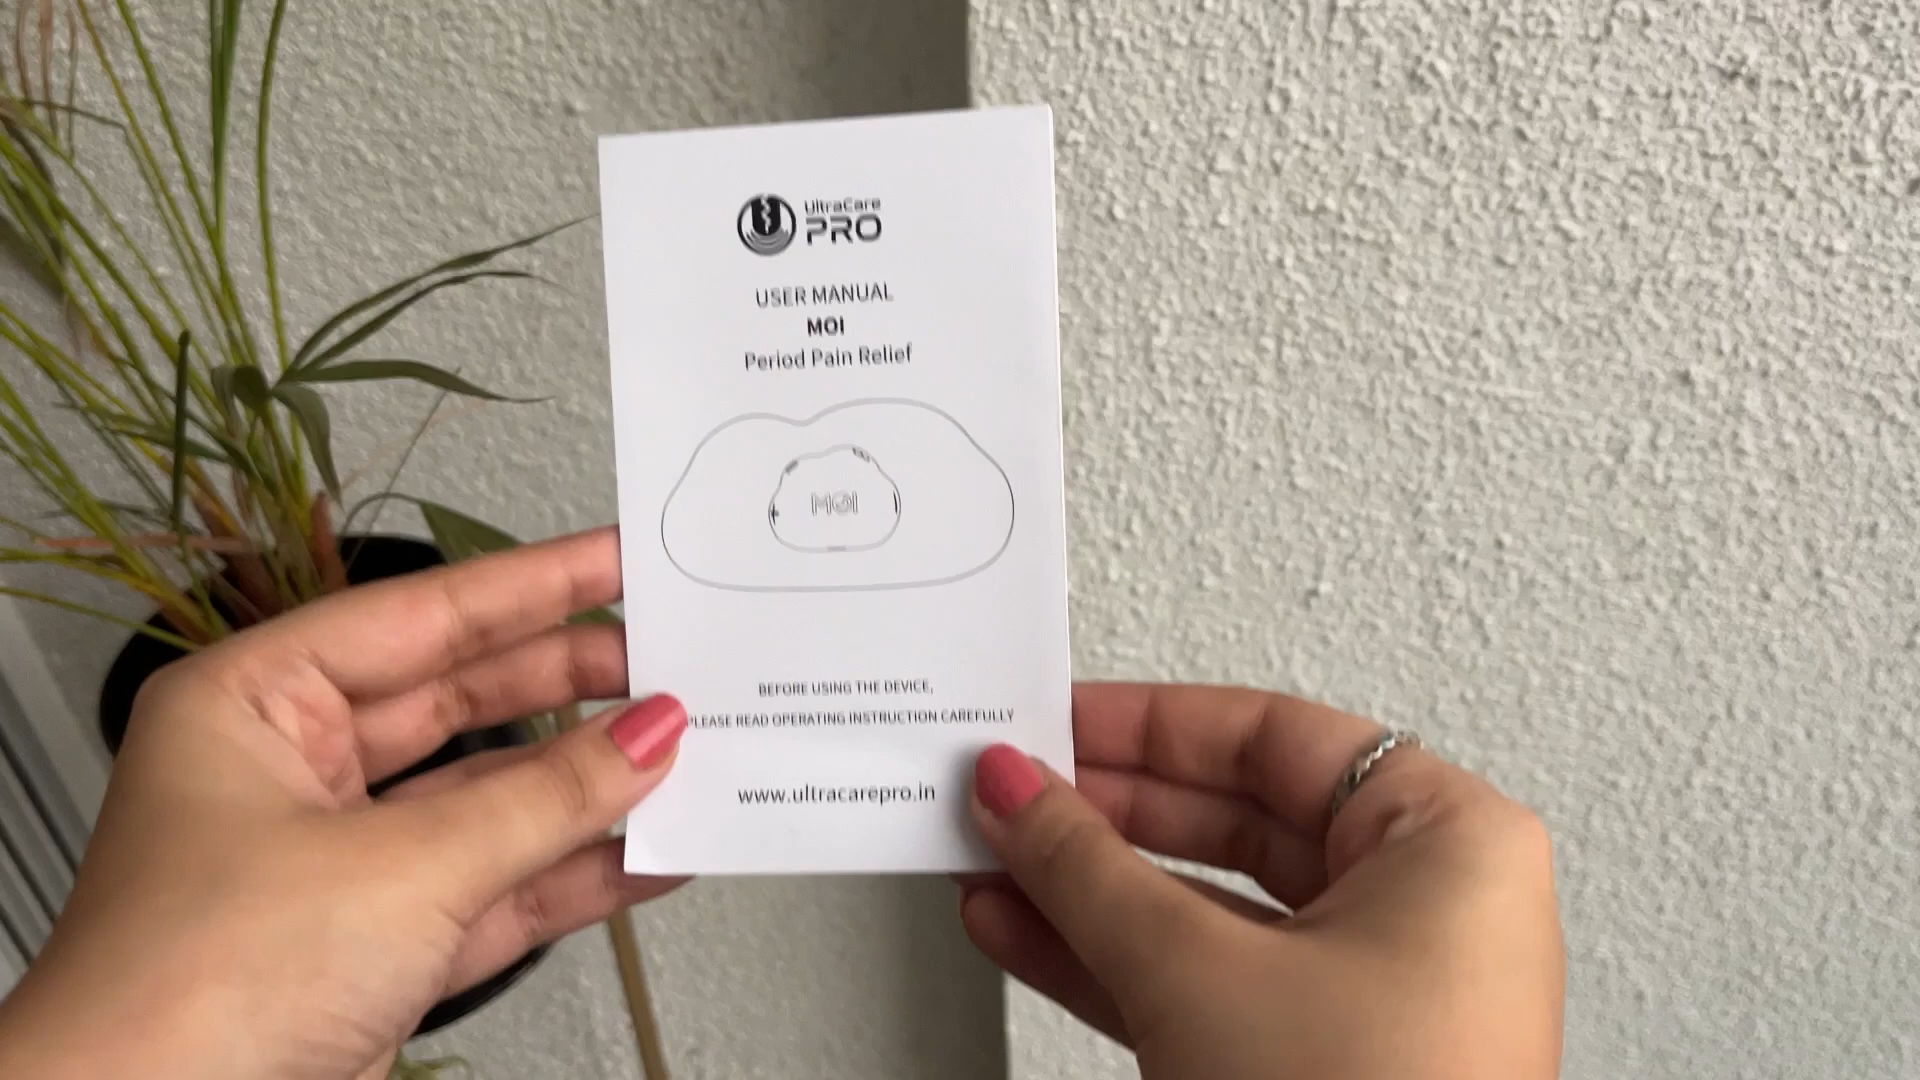 UltraCare
PRO
USER MANUAL
MOI
Period Pain Relief
MOI
BEFORE USING THE DEVICE,
PLEASE READ OPERATING INSTRUCTION CAREFULLY
www.ultracarepro.in